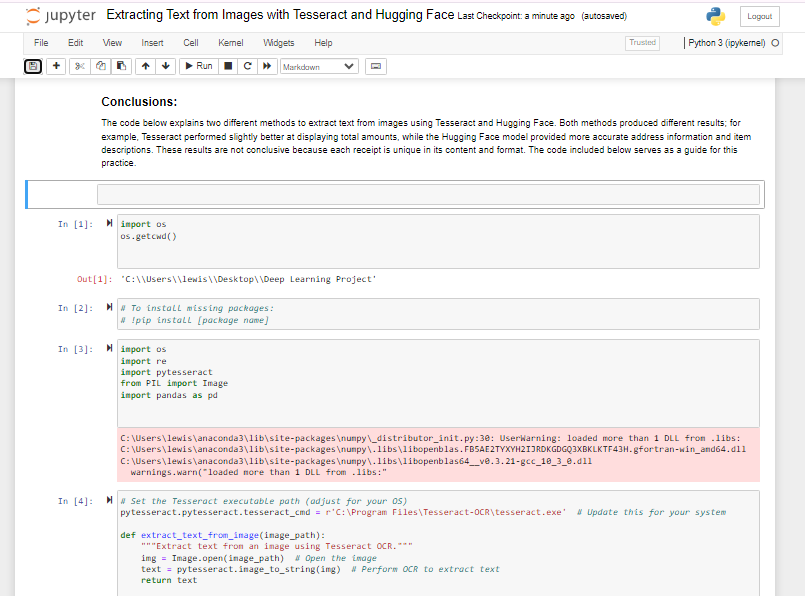 jupyter Extracting Text from Images with Tesseract and Hugging Face Last Checkpoint: a minute ago (autosaved) Logout
File Edit View Insert Cell Kernel Widgets Help Trusted Python 3 (ipykernel)
Run Markdown
Conclusions:
The code below explains two different methods to extract text from images using Tesseract and Hugging Face. Both methods produced different results; for
example, Tesseract performed slightly better at displaying total amounts, while the Hugging Face model provided more accurate address information and item
descriptions. These results are not conclusive because each receipt is unique in its content and format. The code included below serves as a guide for this
practice.
In [1]: import os
os.getcwd()
Out[1]: 'C:\\Users\\lewis\\Desktop\\Deep Learning Project'
In [2]: # To install missing packages:
# !pip install [package name]
In [3]: import os
import re
import pytesseract
from PIL import Image
import pandas as pd
C:\Users\lewis\anaconda3\lib\site-packages\numpy\_distributor_init.py:30: UserWarning: loaded more than 1 DLL from .libs:
C:\Users\lewis\anaconda3\lib\site-packages\numpy\.libs\libopenblas.FB5AE2TYXYH2IJRDKGDGQ3XBKLKTF43H.gfortran-win_amd64.dll
C:\Users\lewis\anaconda3\lib\site-packages\numpy\.libs\libopenblas64__v0.3.21-gcc_10_3_0.dll
warnings.warn("loaded more than 1 DLL from .libs:"
In [4]: # Set the Tesseract executable path (adjust for your OS)
pytesseract.pytesseract.tesseract_cmd = r'C:\Program Files\Tesseract-OCR\tesseract.exe' # Update this for your system
def extract_text_from_image(image_path):
"""Extract text from an image using Tesseract OCR."""
img = Image.open(image_path) # Open the image
text = pytesseract.image_to_string(img) # Perform OCR to extract text
return text